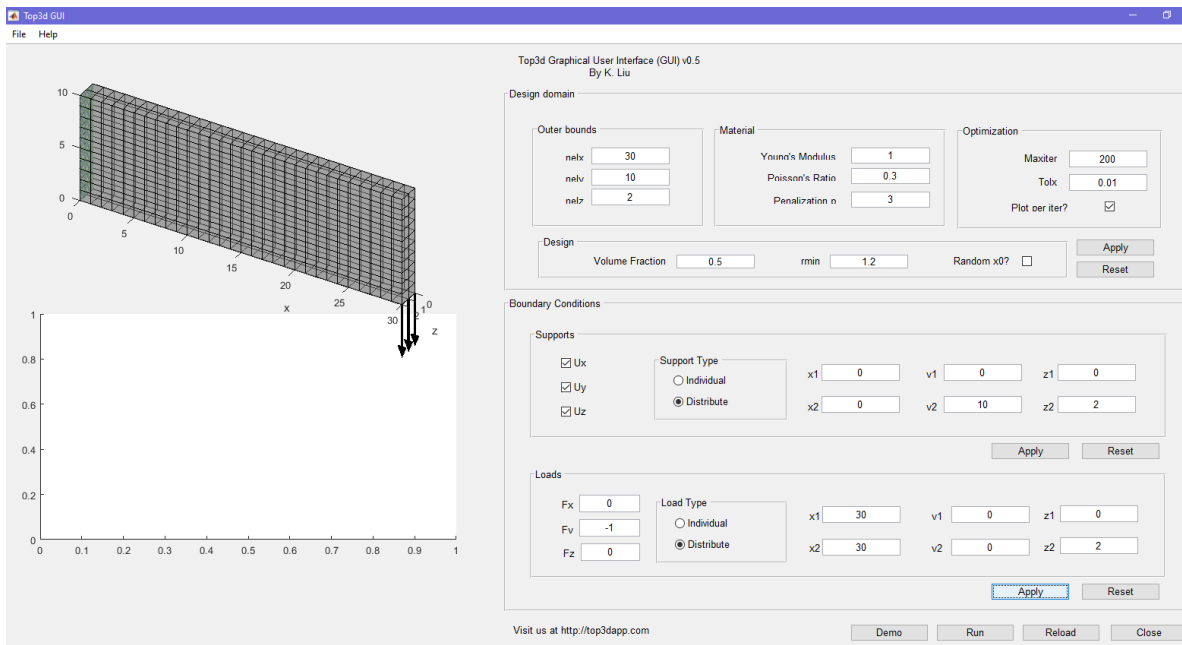 Top3d GUI
File Help
Top3d Graphical User Interface (GUI) v0.5
By K. Liu
10
5
0
0
5
10
15
20
25
30
2
1
0
x
z
1
0.8
0.6
0.4
0.2
0
0 0.1 0.2 0.3 0.4 0.5 0.6 0.7 0.8 0.9 1
Design domain
Outer bounds
nelx 30
nely 10
nelz 2
Material
Young's Modulus 1
Poisson's Ratio 0.3
Penalization p 3
Optimization
Maxiter 200
Tolx 0.01
Plot per iter?
Design
Volume Fraction 0.5 rmin 1.2 Random x0?
Apply
Reset
Boundary Conditions
Supports
Ux
Uy
Uz
Support Type
Individual
Distribute
x1 0 y1 0 z1 0
x2 0 y2 10 z2 2
Apply Reset
Loads
Fx 0
Fy -1
Fz 0
Load Type
Individual
Distribute
x1 30 y1 0 z1 0
x2 30 y2 0 z2 2
Apply Reset
Visit us at http://top3dapp.com
Demo Run Reload Close